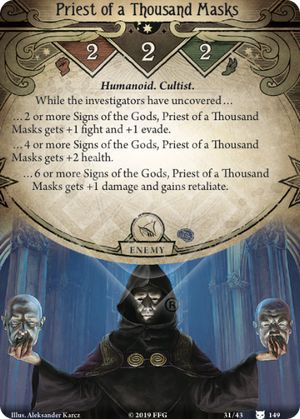 Priest of a Thousand Masks
2 2 2
Humanoid. Cultist.
While the investigators have uncovered…
…2 or more Signs of the Gods, Priest of a Thousand
Masks gets +1 fight and +1 evade.
…4 or more Signs of the Gods, Priest of a Thousand
Masks gets +2 health.
…6 or more Signs of the Gods, Priest of a Thousand
Masks gets +1 damage and gains retaliate.
ENEMY
®
Illus. Aleksander Karcz
© 2019 FFG
31/43
149